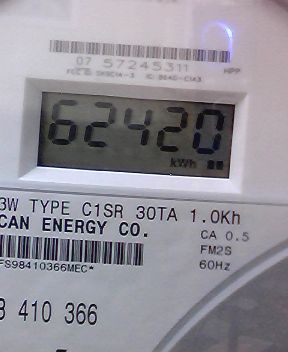 07 57245311
HPP
62420
kWh
3W TYPE C1SR 30TA 1.0Kh
CAN ENERGY CO.
CA 0.5
FM2S
60Hz
FS98410366MEC*
410 366